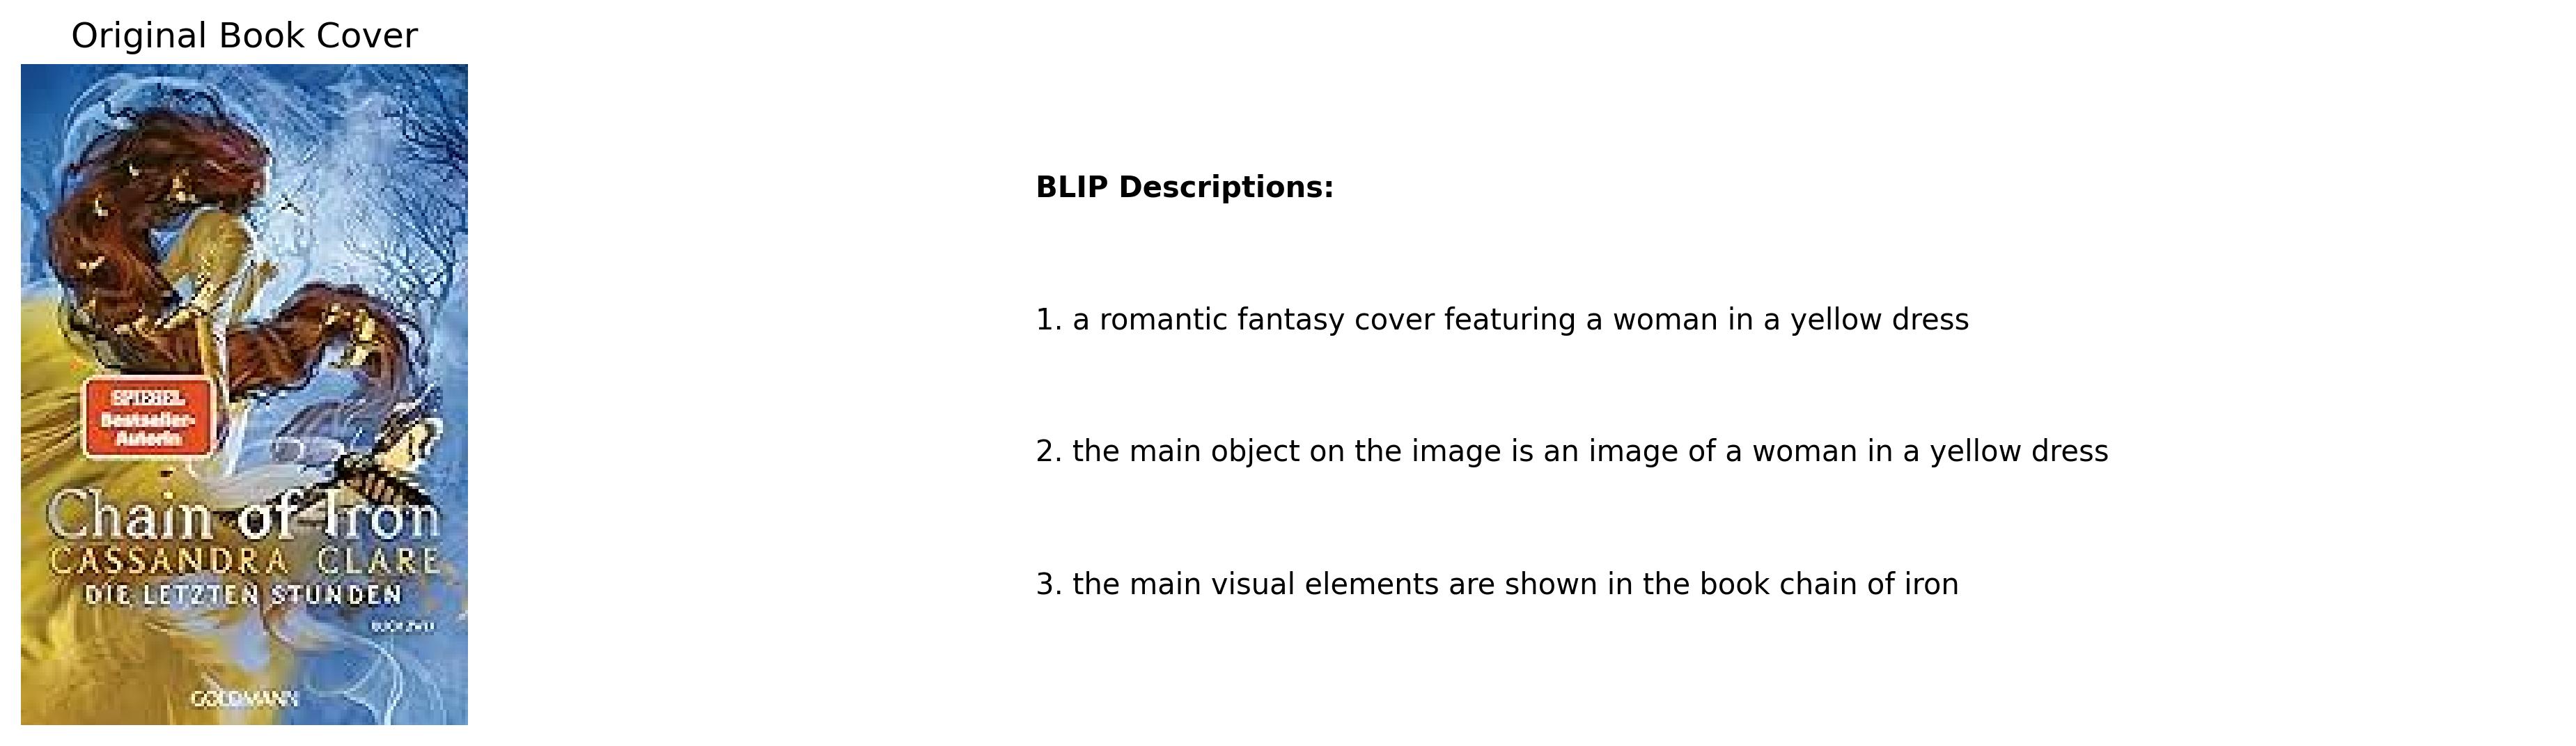 Original Book Cover
SPIEGEL
Bestseller-
Autorin
Chain of Iron
CASSANDRA CLARE
DIE LETZTEN STUNDEN
BUCH ZWEI
GOLDMANN
BLIP Descriptions:
1. a romantic fantasy cover featuring a woman in a yellow dress
2. the main object on the image is an image of a woman in a yellow dress
3. the main visual elements are shown in the book chain of iron